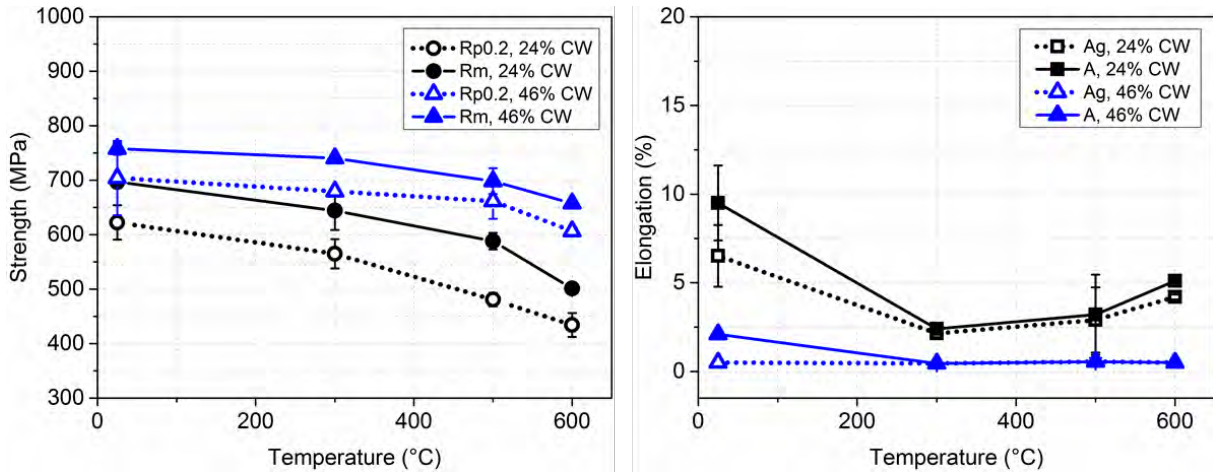 1000
900
800
700
600
500
400
300
Strength (MPa)
Rp0.2, 24% CW
Rm, 24% CW
Rp0.2, 46% CW
Rm, 46% CW
0
200
400
600
Temperature (°C)
20
15
10
5
0
Elongation (%)
Ag, 24% CW
A, 24% CW
Ag, 46% CW
A, 46% CW
0
200
400
600
Temperature (°C)